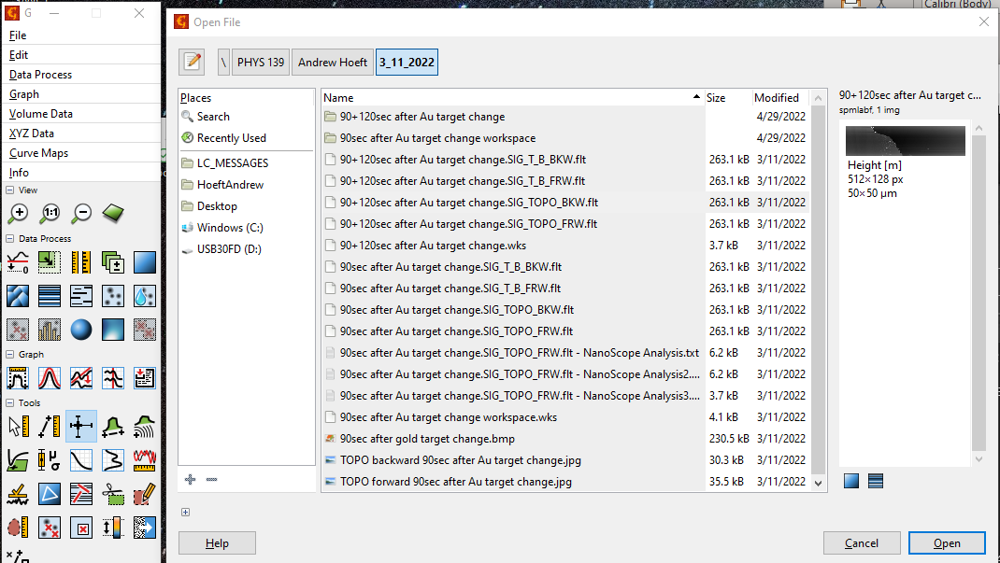 G
File
Edit
Data Process
Graph
Volume Data
XYZ Data
Curve Maps
Info
View
1:1
Data Process
Graph
Tools
Calibri (Body)
Open File
\ PHYS 139 Andrew Hoeft 3_11_2022
Places
Search
Recently Used
LC_MESSAGES
HoeftAndrew
Desktop
Windows (C:)
USB30FD (D:)
Name Size Modified
90+120sec after Au target change 4/29/2022
90sec after Au target change workspace 4/29/2022
90+120sec after Au target change.SIG_T_B_BKW.flt 263.1 kB 3/11/2022
90+120sec after Au target change.SIG_T_B_FRW.flt 263.1 kB 3/11/2022
90+120sec after Au target change.SIG_TOPO_BKW.flt 263.1 kB 3/11/2022
90+120sec after Au target change.SIG_TOPO_FRW.flt 263.1 kB 3/11/2022
90+120sec after Au target change.wks 3.7 kB 3/11/2022
90sec after Au target change.SIG_T_B_BKW.flt 263.1 kB 3/11/2022
90sec after Au target change.SIG_T_B_FRW.flt 263.1 kB 3/11/2022
90sec after Au target change.SIG_TOPO_BKW.flt 263.1 kB 3/11/2022
90sec after Au target change.SIG_TOPO_FRW.flt 263.1 kB 3/11/2022
90sec after Au target change.SIG_TOPO_FRW.flt - NanoScope Analysis.txt 6.2 kB 3/11/2022
90sec after Au target change.SIG_TOPO_FRW.flt - NanoScope Analysis2.... 6.2 kB 3/11/2022
90sec after Au target change.SIG_TOPO_FRW.flt - NanoScope Analysis3.... 3.7 kB 3/11/2022
90sec after Au target change workspace.wks 4.1 kB 3/11/2022
90sec after gold target change.bmp 230.5 kB 3/11/2022
TOPO backward 90sec after Au target change.jpg 30.3 kB 3/11/2022
TOPO forward 90sec after Au target change.jpg 35.5 kB 3/11/2022
90+120sec after Au target c...
spmlabf, 1 img
Height [m]
512×128 px
50×50 µm
Help
Cancel
Open